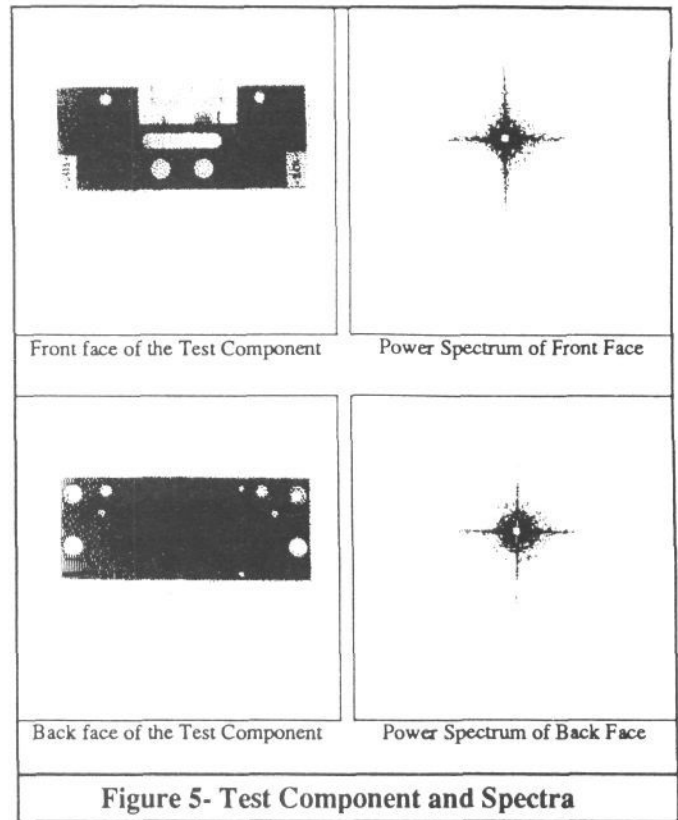 Front face of the Test Component
Power Spectrum of Front Face
Back face of the Test Component
Power Spectrum of Back Face
Figure 5- Test Component and Spectra